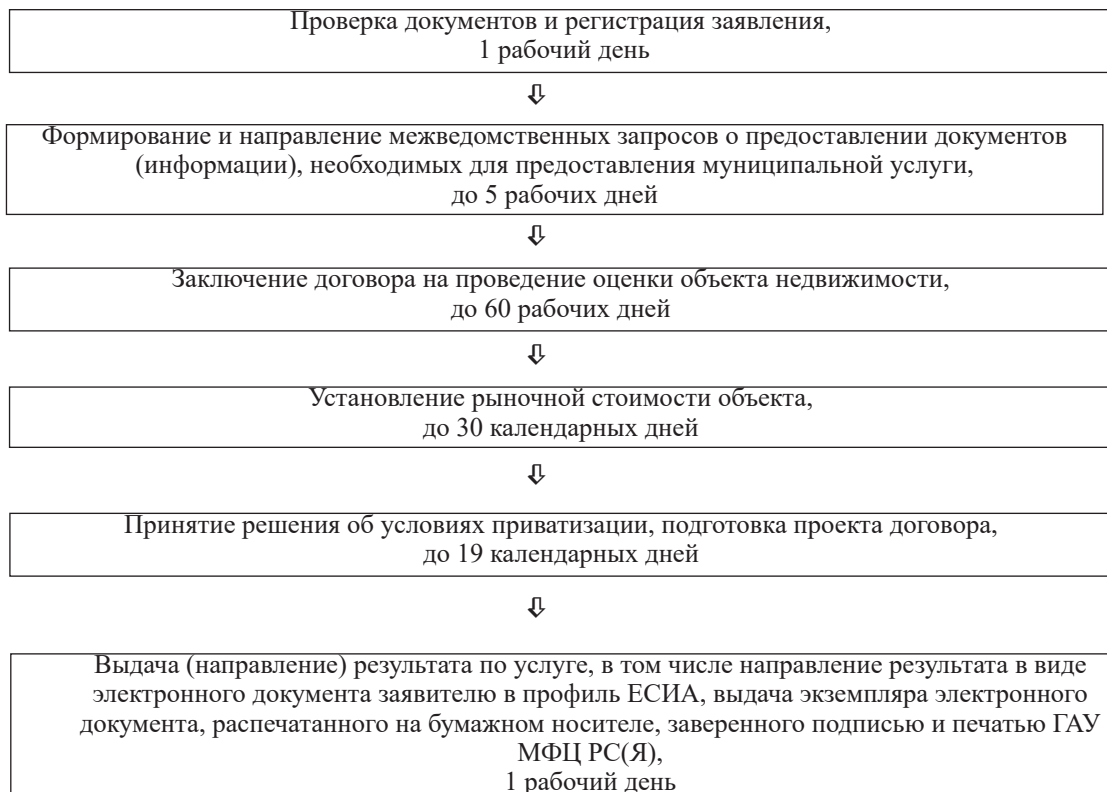 Проверка документов и регистрация заявления,
1 рабочий день
⇩
Формирование и направление межведомственных запросов о предоставлении документов
(информации), необходимых для предоставления муниципальной услуги,
до 5 рабочих дней
⇩
Заключение договора на проведение оценки объекта недвижимости,
до 60 рабочих дней
⇩
Установление рыночной стоимости объекта,
до 30 календарных дней
⇩
Принятие решения об условиях приватизации, подготовка проекта договора,
до 19 календарных дней
⇩
Выдача (направление) результата по услуге, в том числе направление результата в виде
электронного документа заявителю в профиль ЕСИА, выдача экземпляра электронного
документа, распечатанного на бумажном носителе, заверенного подписью и печатью ГАУ
МФЦ РС(Я),
1 рабочий день